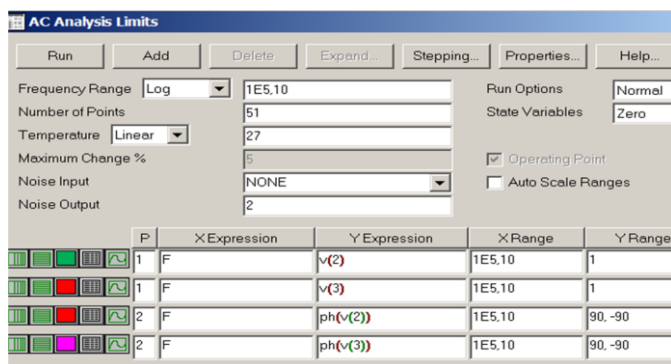 AC Analysis Limits
Run Add Delete Expand... Stepping... Properties... Help...
Frequency Range Log 1E5,10 Run Options Normal
Number of Points 51 State Variables Zero
Temperature Linear 27
Maximum Change % 5 Operating Point
Noise Input NONE Auto Scale Ranges
Noise Output 2
P X Expression Y Expression X Range Y Range
1 F v(2) 1E5,10 1
1 F v(3) 1E5,10 1
2 F ph(v(2)) 1E5,10 90, -90
2 F ph(v(3)) 1E5,10 90, -90